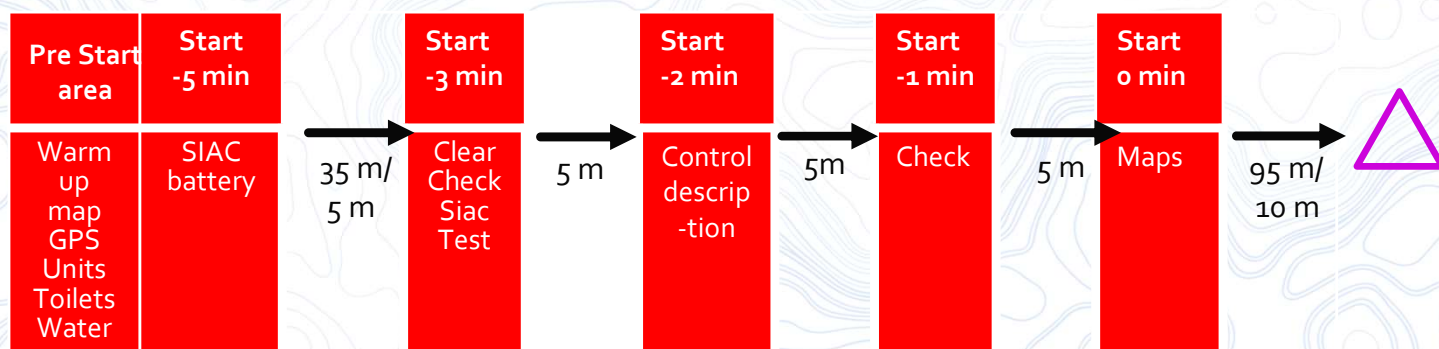 Pre Start
area
Start
-5 min
Start
-3 min
Start
-2 min
Start
-1 min
Start
0 min
Warm
up
map
GPS
Units
Toilets
Water
SIAC
battery
35 m/
5 m
Clear
Check
Siac
Test
5 m
Control
descrip
-tion
5m
Check
5 m
Maps
95 m/
10 m